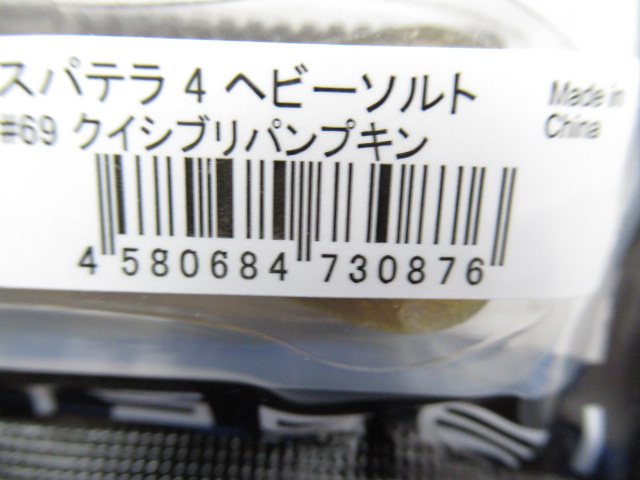 スパテラ 4 ヘビーソルト
#69 クイシブリパンプキン
Made in
China
4 580684 730876